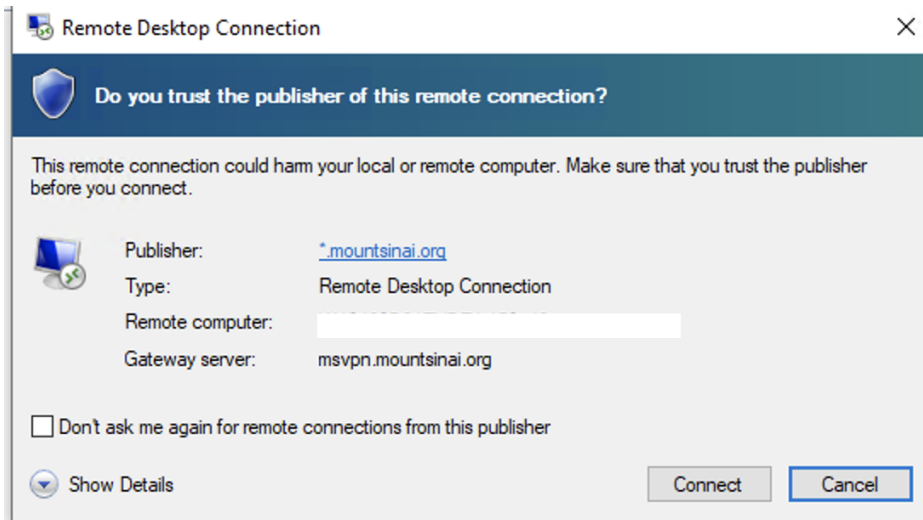 Remote Desktop Connection
Do you trust the publisher of this remote connection?
This remote connection could harm your local or remote computer. Make sure that you trust the publisher
before you connect.
Publisher: *.mountsinai.org
Type: Remote Desktop Connection
Remote computer:
Gateway server: msvpn.mountsinai.org
Don't ask me again for remote connections from this publisher
Show Details Connect Cancel